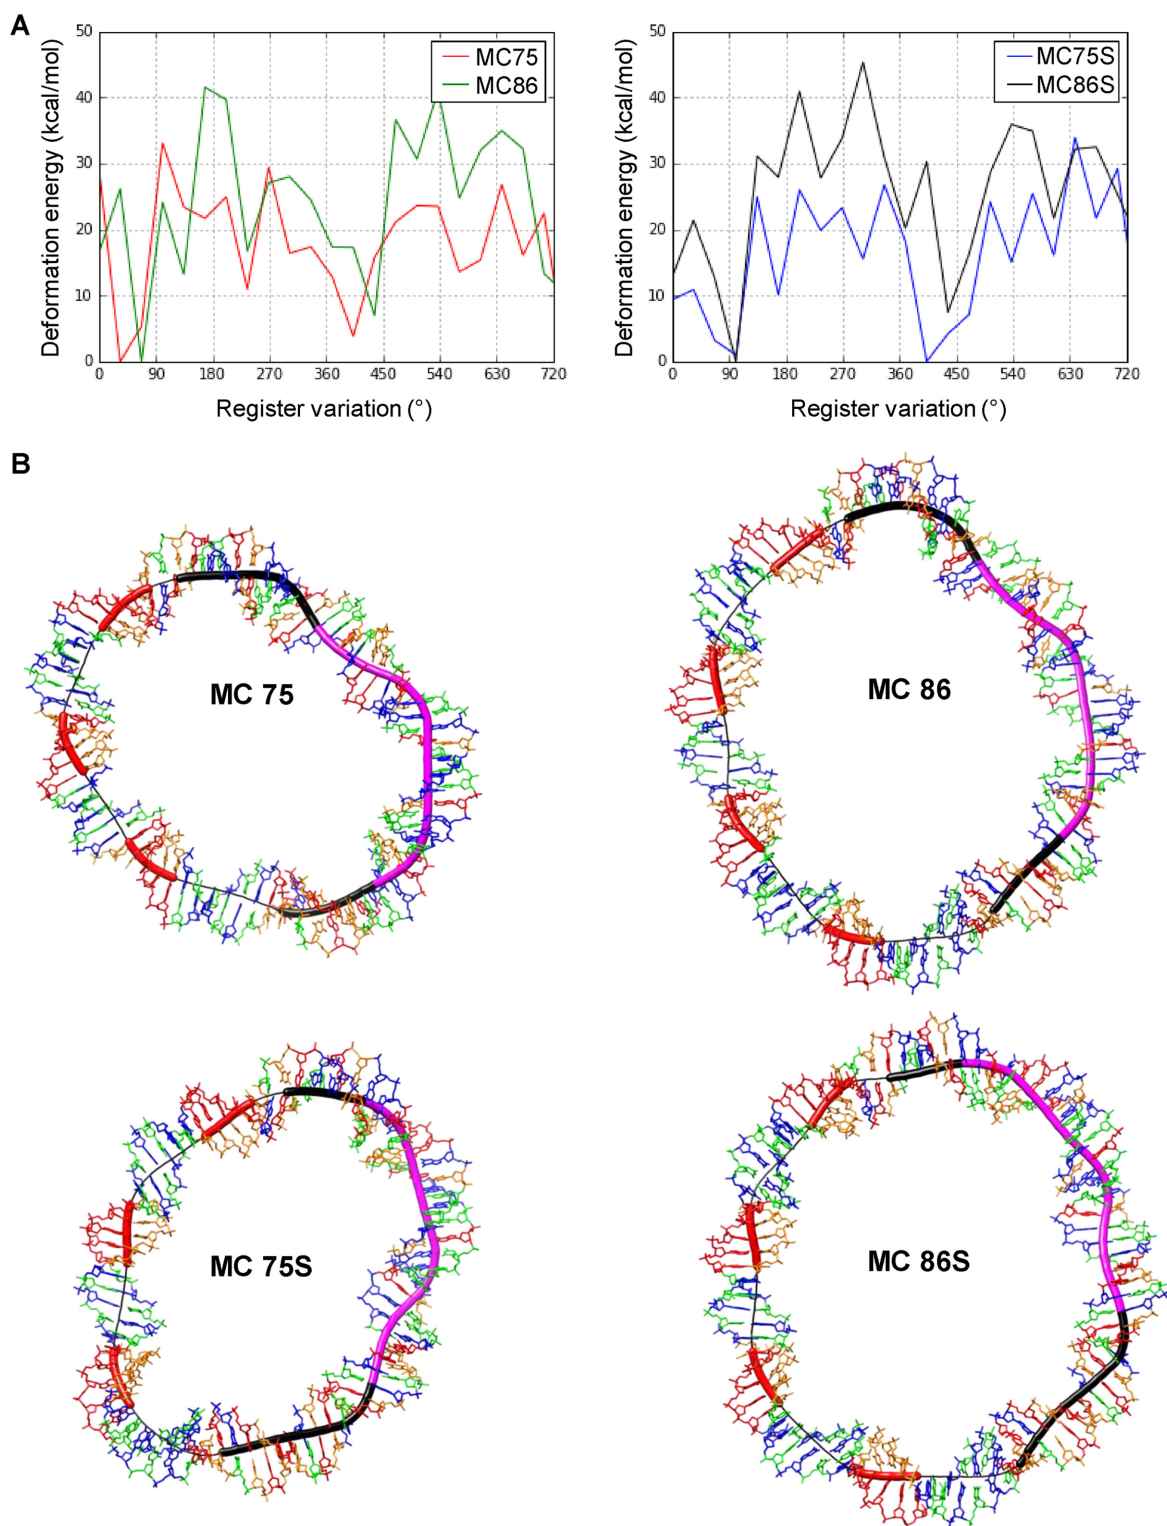 A
Deformation energy (kcal/mol)
50
40
30
20
10
0
MC75
MC86
0 90 180 270 360 450 540 630 720
Register variation (°)
Deformation energy (kcal/mol)
50
40
30
20
10
0
MC75S
MC86S
0 90 180 270 360 450 540 630 720
Register variation (°)
B
MC 75
MC 86
MC 75S
MC 86S